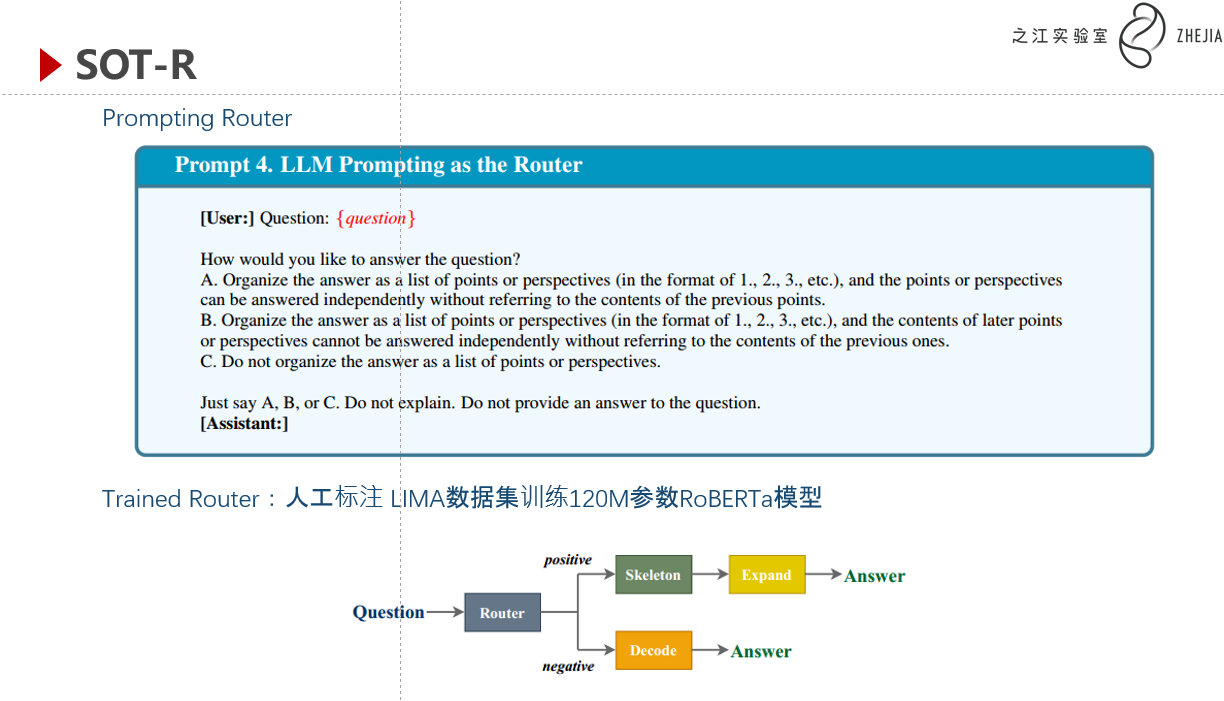 之江实验室
ZHEJIA
SOT-R
Prompting Router
Prompt 4. LLM Prompting as the Router
[User:] Question: {question}
How would you like to answer the question?
A. Organize the answer as a list of points or perspectives (in the format of 1., 2., 3., etc.), and the points or perspectives
can be answered independently without referring to the contents of the previous points.
B. Organize the answer as a list of points or perspectives (in the format of 1., 2., 3., etc.), and the contents of later points
or perspectives cannot be answered independently without referring to the contents of the previous ones.
C. Do not organize the answer as a list of points or perspectives.
Just say A, B, or C. Do not explain. Do not provide an answer to the question.
[Assistant:]
Trained Router：人工标注 LIMA数据集训练120M参数RoBERTa模型
positive
Skeleton
Expand
Answer
Question
Router
Decode
Answer
negative